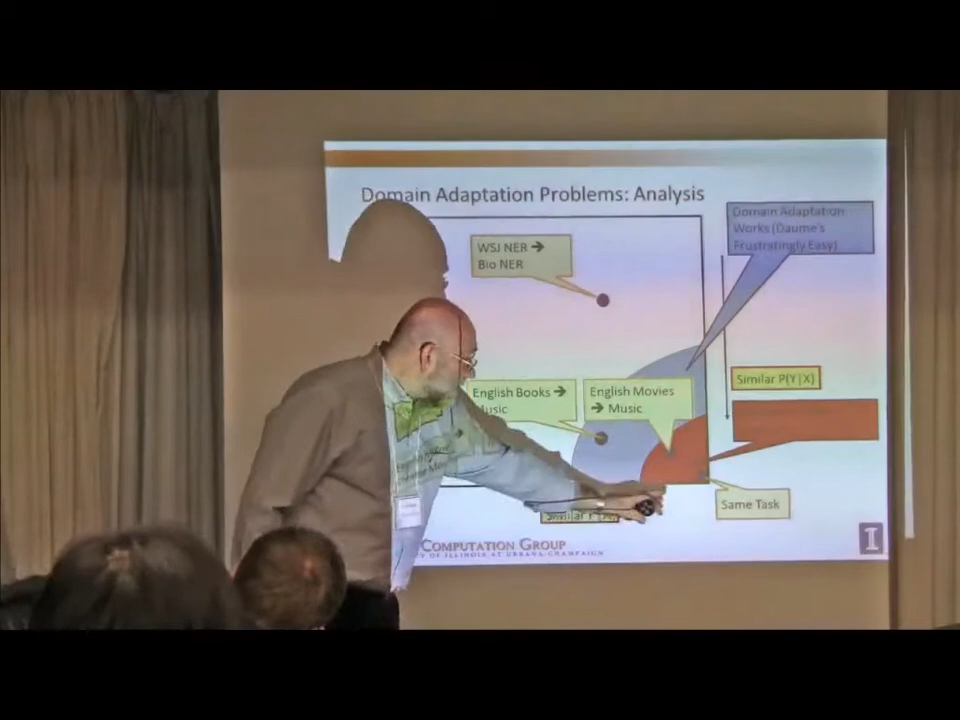 Domain Adaptation Problems: Analysis
Domain Adaptation
Works (Daume's
Frustratingly Easy)
WSJ NER →
Bio NER
English Books →
Music
English Movies
→ Music
Similar P(Y|X)
Same Task
Similar
COMPUTATION GROUP
OF ILLINOIS AT URBANA-CHAMPAIGN
I